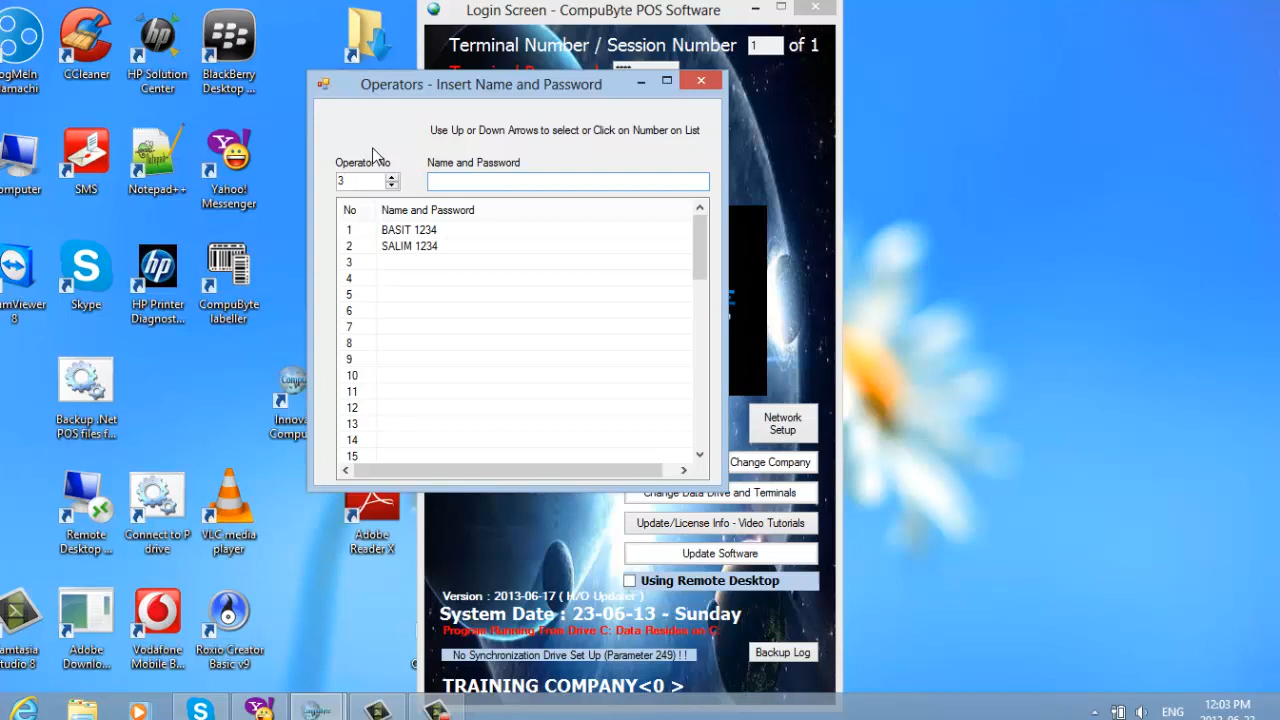 Login Screen - CompuByte POS Software
Terminal Number / Session Number 1 of 1
Operators - Insert Name and Password
Use Up or Down Arrows to select or Click on Number on List
Operator No Name and Password
3
No Name and Password
1 BASIT 1234
2 SALIM 1234
3
4
5
6
7
8
9
10
11
12
13
14
15
Network
Setup
Change Company
Change Data Drive and Terminals
Update/License Info - Video Tutorials
Update Software
Using Remote Desktop
Version : 2013-06-17 ( H/O Updater )
System Date : 23-06-13 - Sunday
Program Running From Drive C: Data Resides on C:
No Synchronization Drive Set Up (Parameter 249) ! !
Backup Log
TRAINING COMPANY<0 >
CCleaner
HP Solution
Center
BlackBerry
Desktop ...
SMS
Notepad++
Yahoo!
Messenger
Skype
HP Printer
Diagnost...
CompuByte
labeller
8
Backup .Net
POS files f...
Innova
Compu
Remote
Desktop ...
Connect to P
drive
VLC media
player
Adobe
Reader X
Adobe
Downlo...
Vodafone
Mobile B...
Roxio Creator
Basic v9
ENG
12:03 PM